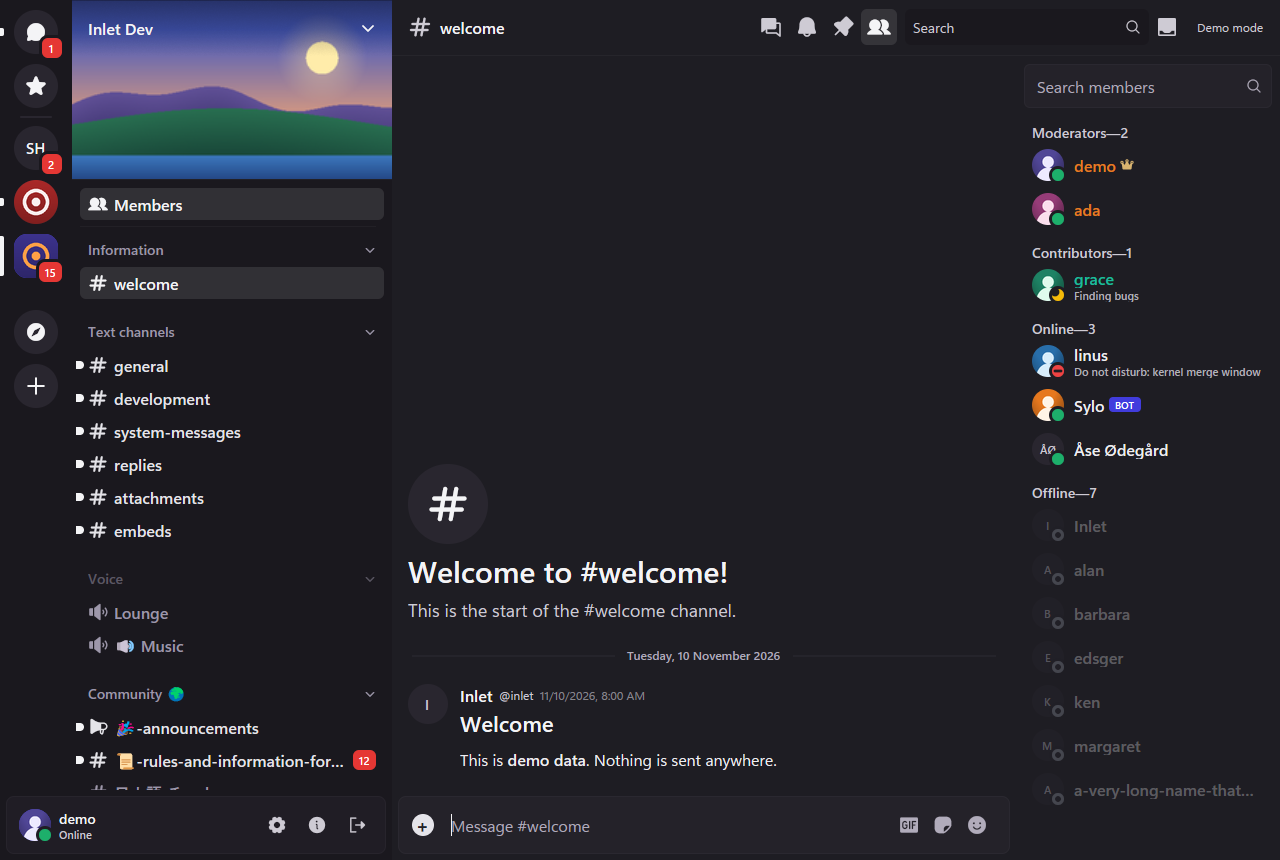 1
SH
2
15
Inlet Dev
Members
Information
welcome
Text channels
general
development
system-messages
replies
attachments
embeds
Voice
Lounge
Music
Community 🌍
🎉-announcements
📜-rules-and-information-for...
12
demo
Online
welcome
Search
Demo mode
Welcome to #welcome!
This is the start of the #welcome channel.
Tuesday, 10 November 2026
I
Inlet @inlet 11/10/2026, 8:00 AM
Welcome
This is demo data. Nothing is sent anywhere.
Message #welcome
GIF
Search members
Moderators—2
demo
ada
Contributors—1
grace
Finding bugs
Online—3
linus
Do not disturb: kernel merge window
Sylo BOT
ÅØ
Åse Ødegård
Offline—7
I
Inlet
A
alan
B
barbara
E
edsger
K
ken
M
margaret
A
a-very-long-name-that...